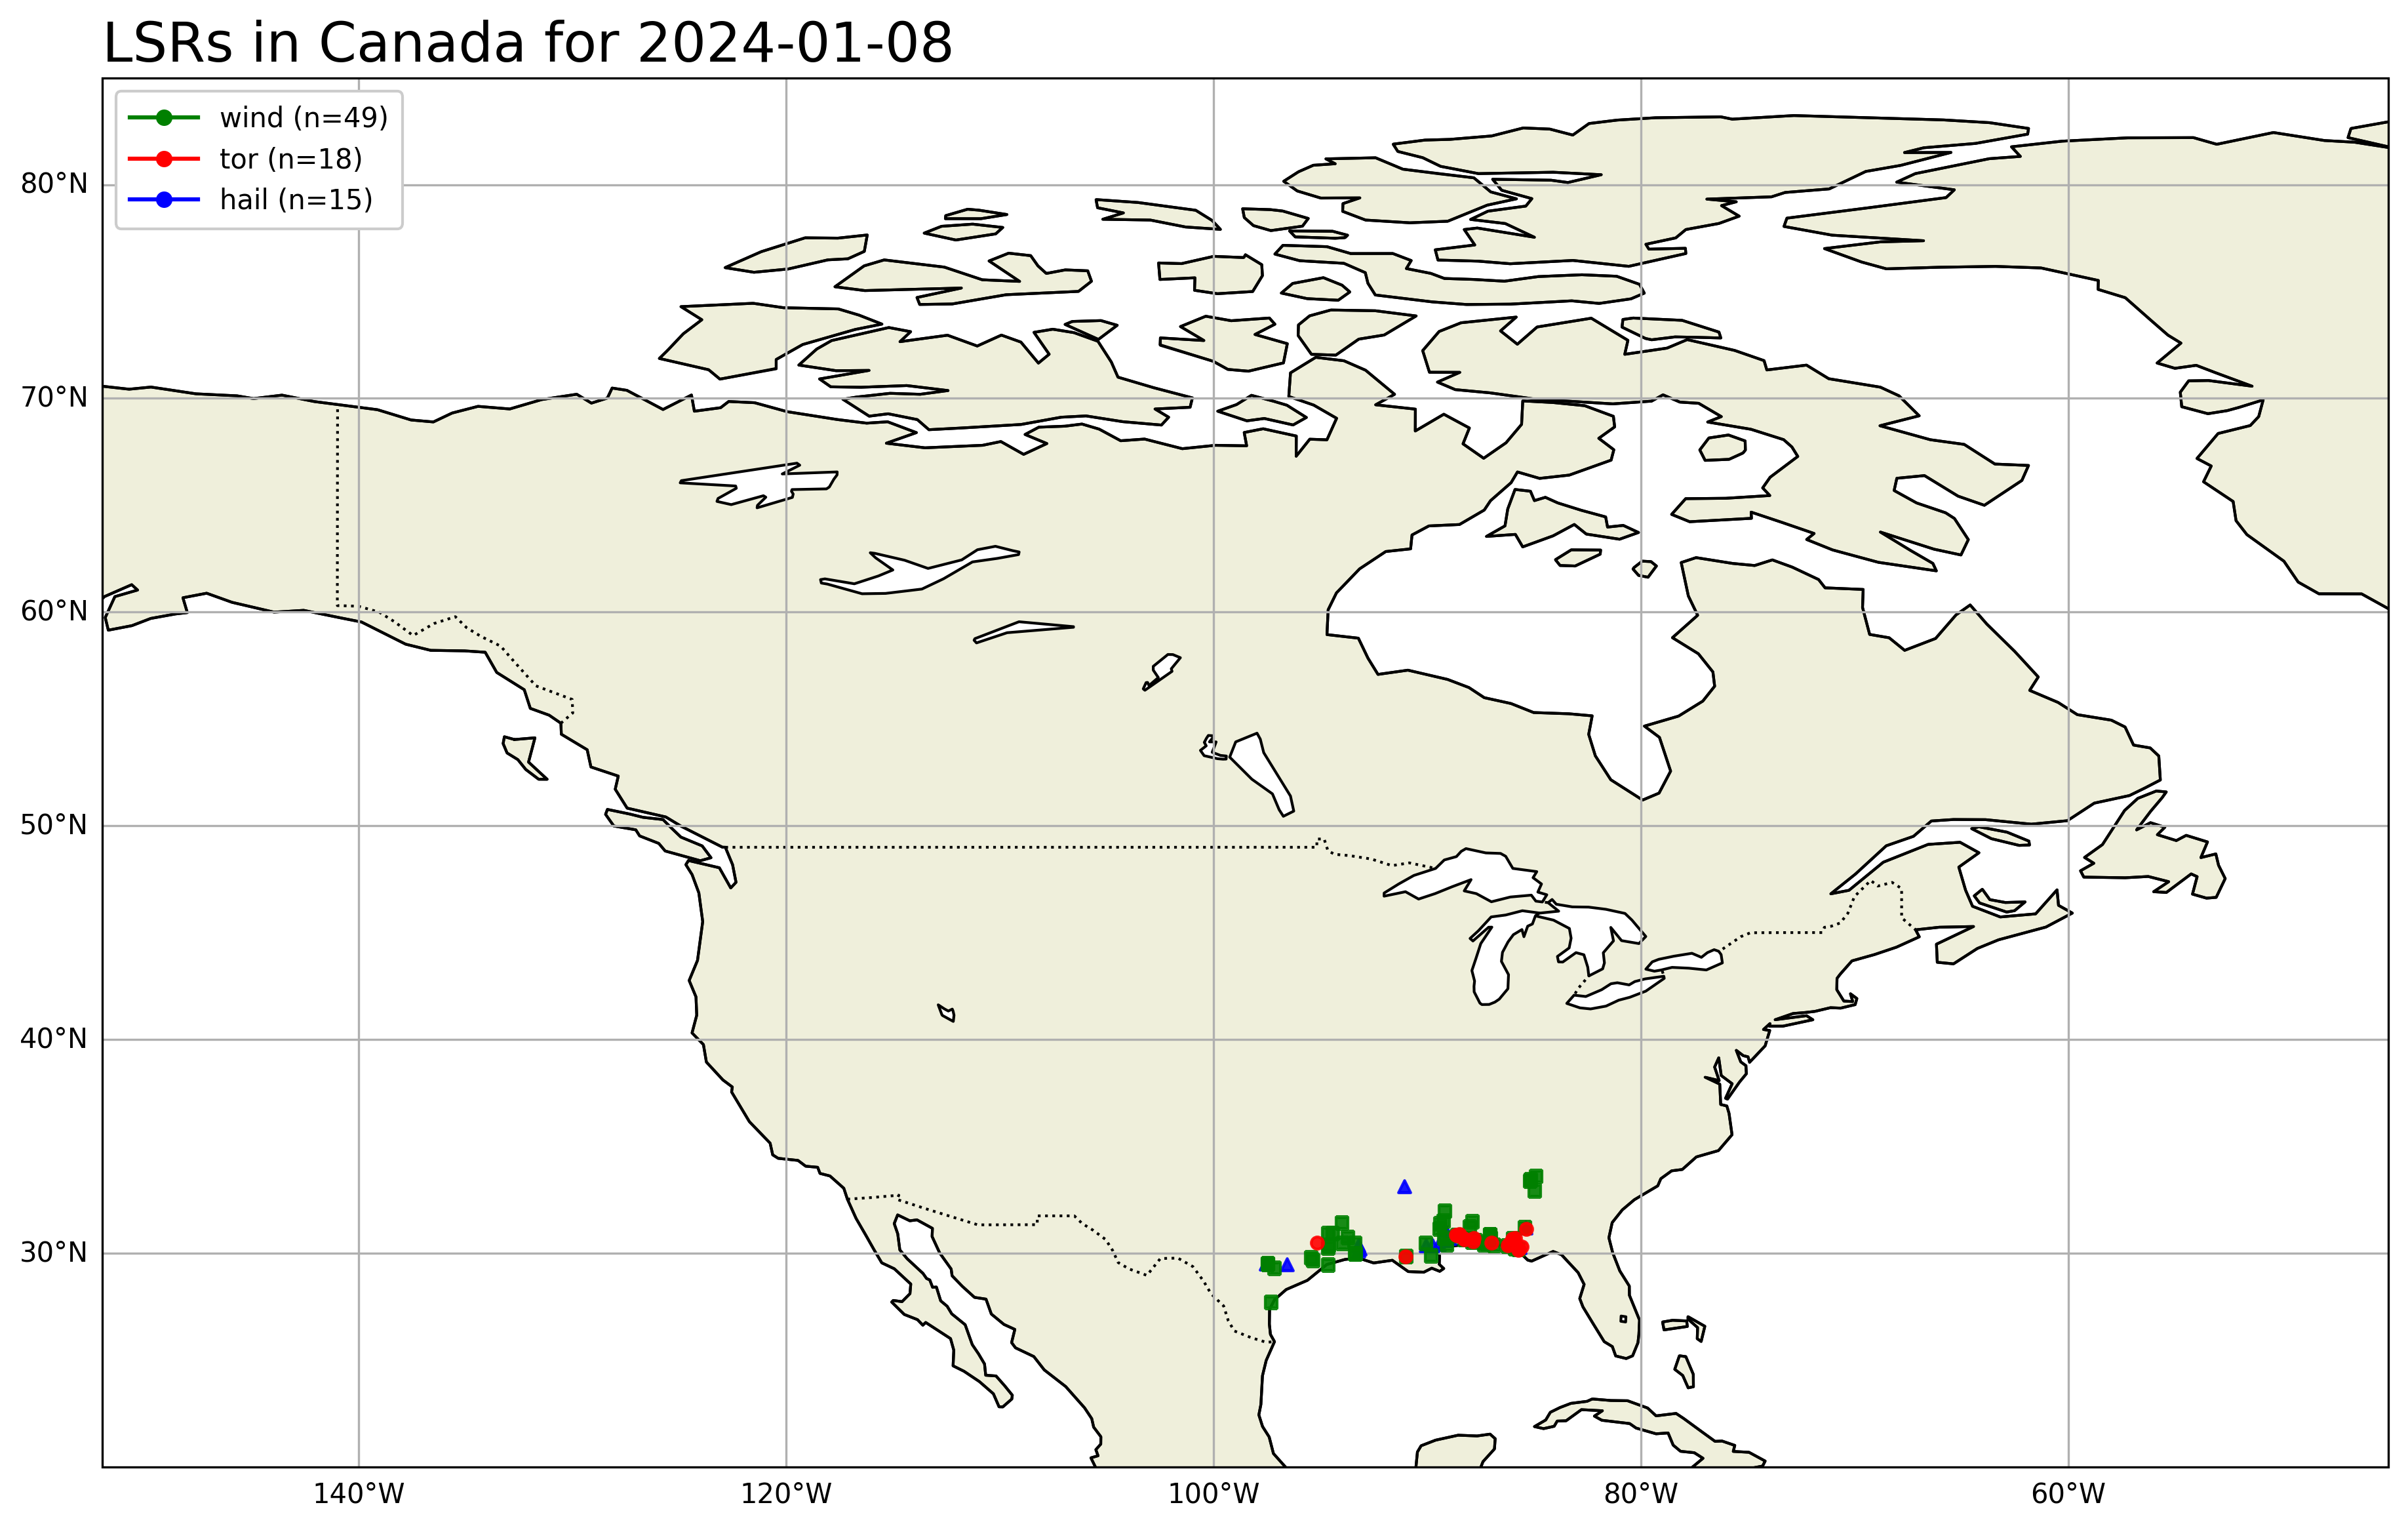 LSRs in Canada for 2024-01-08
wind (n=49)
tor (n=18)
hail (n=15)
80°N
70°N
60°N
50°N
40°N
30°N
140°W
120°W
100°W
80°W
60°W